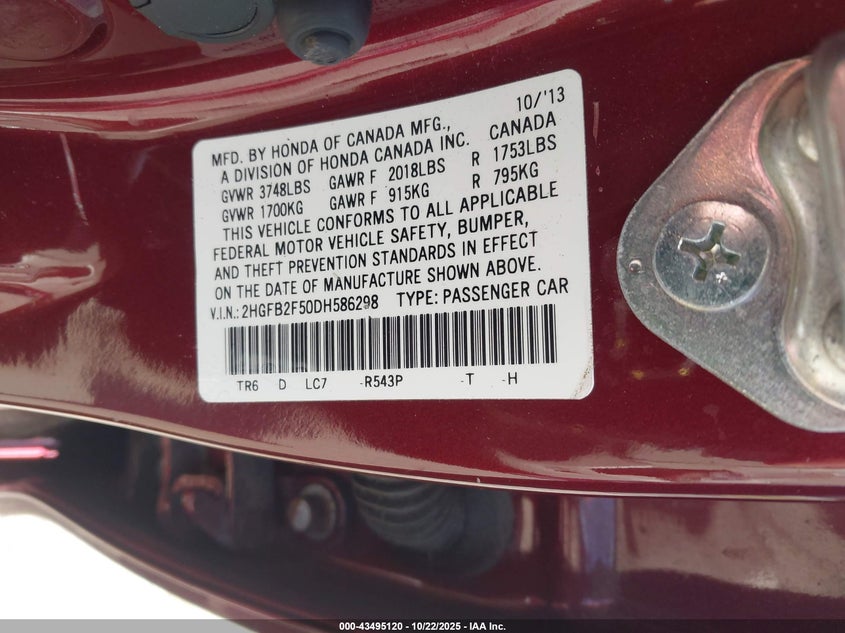 10/'13
MFD. BY HONDA OF CANADA MFG., CANADA
A DIVISION OF HONDA CANADA INC.
GVWR 3748LBS GAWR F 2018LBS R 1753LBS
GVWR 1700KG GAWR F 915KG R 795KG
THIS VEHICLE CONFORMS TO ALL APPLICABLE
FEDERAL MOTOR VEHICLE SAFETY, BUMPER,
AND THEFT PREVENTION STANDARDS IN EFFECT
ON THE DATE OF MANUFACTURE SHOWN ABOVE.
V.I.N.: 2HGFB2F50DH586298 TYPE: PASSENGER CAR
TR6 D LC7 -R543P -T -H
000-43495120 - 10/22/2025 - IAA Inc.